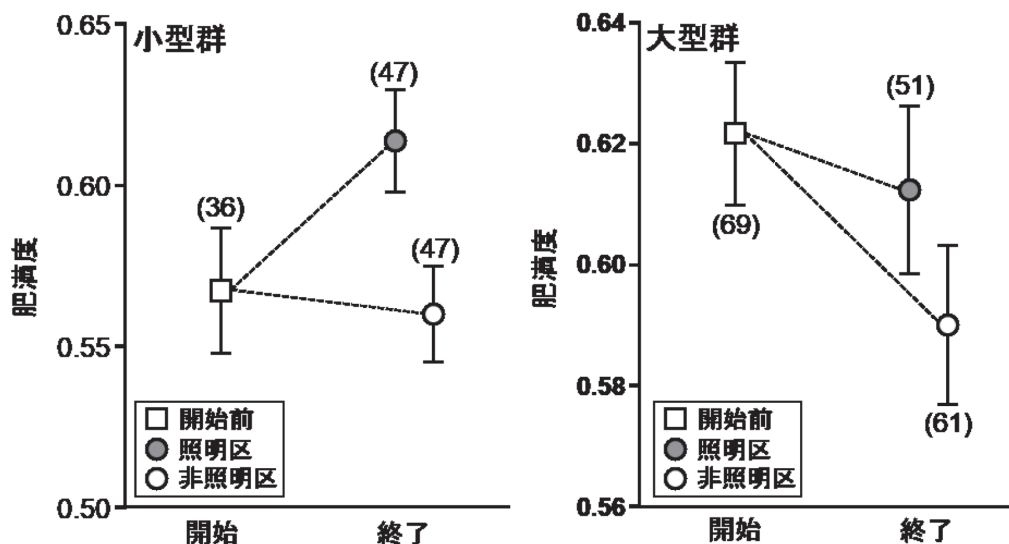 小型群
肥満度
0.65
0.60
0.55
0.50
(36)
(47)
(47)
開始前
照明区
非照明区
開始
終了
大型群
肥満度
0.64
0.62
0.60
0.58
0.56
(69)
(51)
(61)
開始前
照明区
非照明区
開始
終了